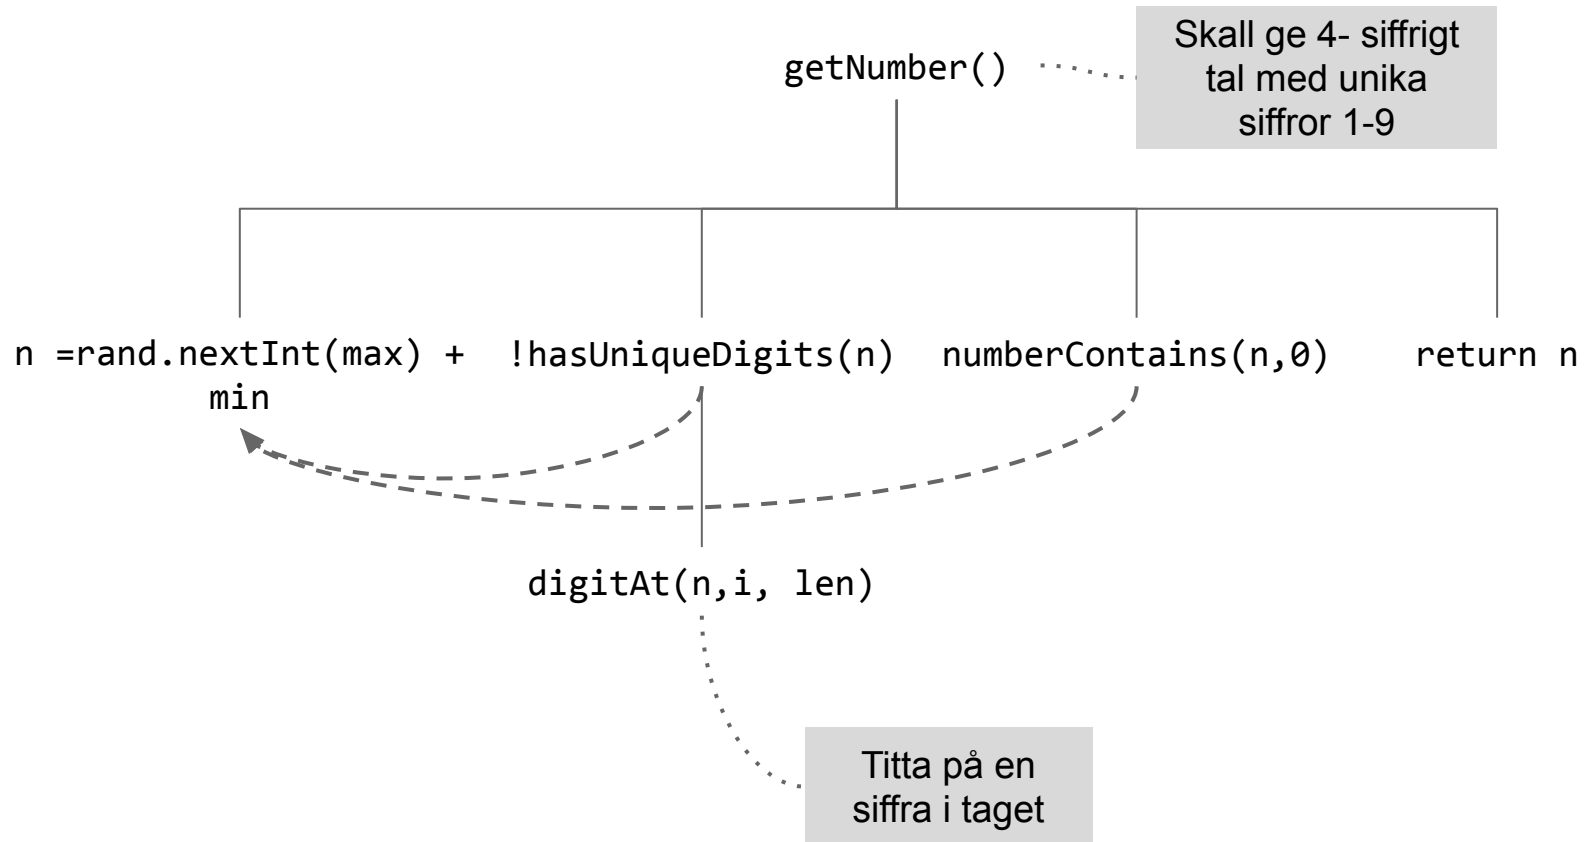 getNumber()
Skall ge 4- siffrigt
tal med unika
siffror 1-9
n =rand.nextInt(max) +
min
!hasUniqueDigits(n)
numberContains(n,0)
return n
digitAt(n,i, len)
Titta på en
siffra i taget